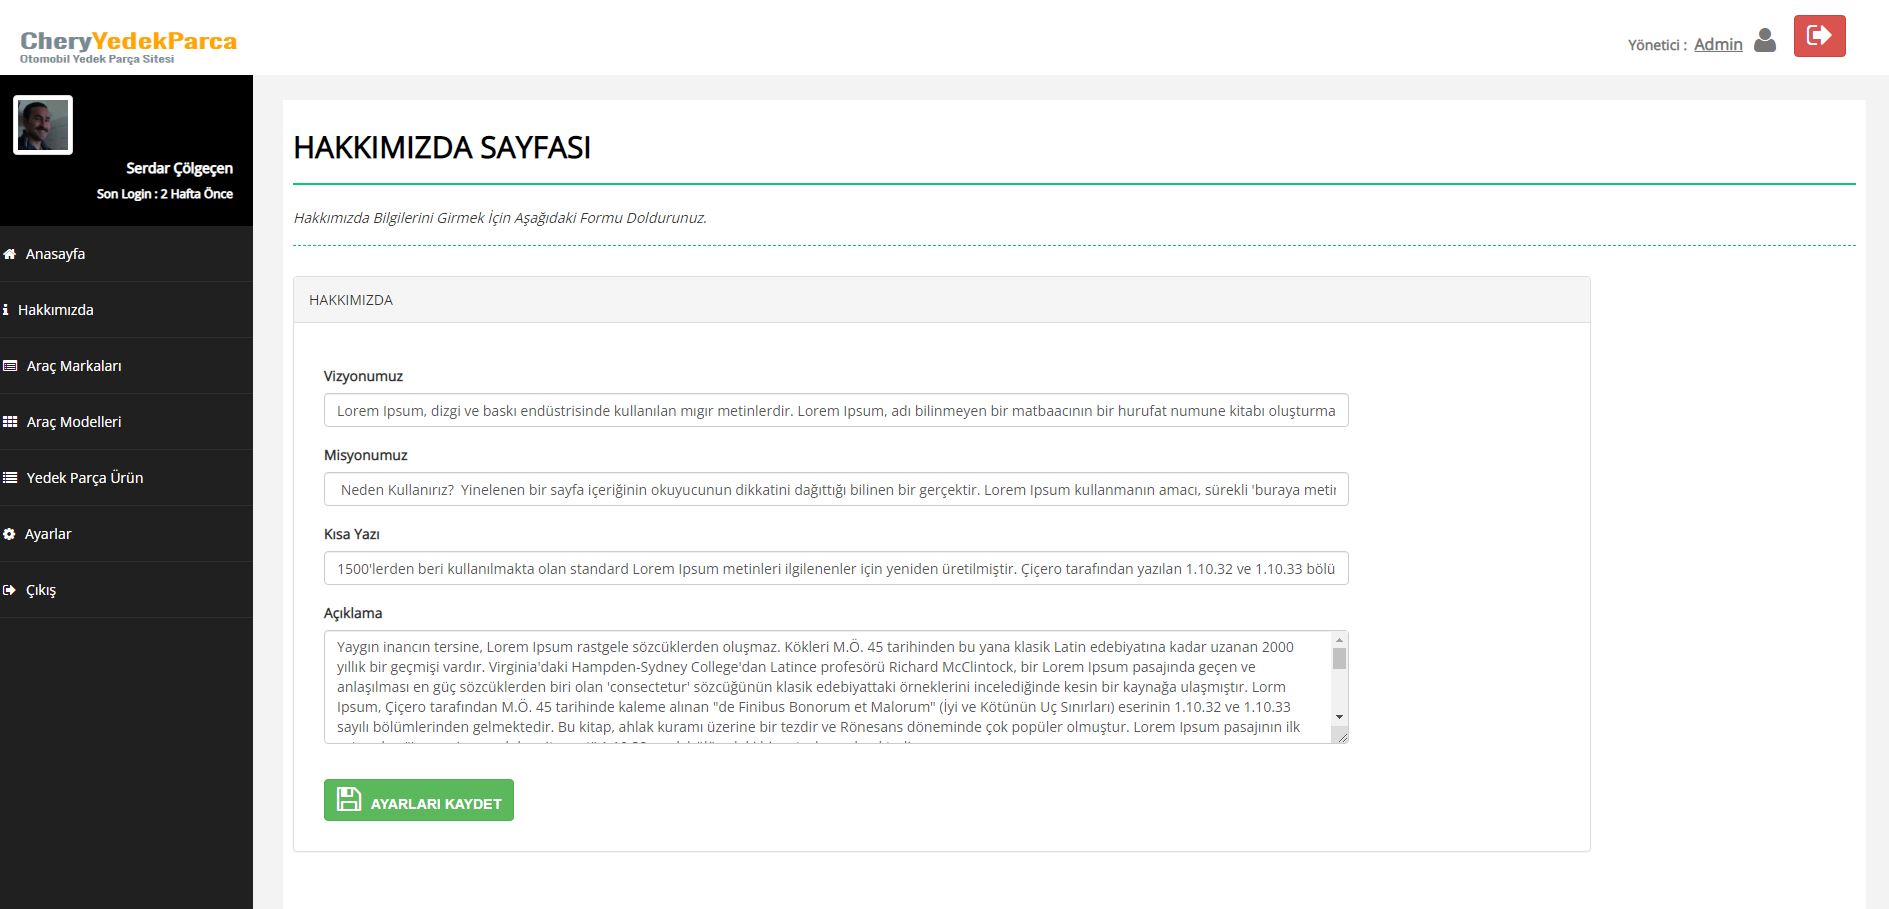 CheryYedekParca
Otomobil Yedek Parça Sitesi
Yönetici : Admin
Serdar Çölgeçen
Son Login : 2 Hafta Önce
Anasayfa
Hakkımızda
Araç Markaları
Araç Modelleri
Yedek Parça Ürün
Ayarlar
Çıkış
HAKKIMIZDA SAYFASI
Hakkımızda Bilgilerini Girmek İçin Aşağıdaki Formu Doldurunuz.
HAKKIMIZDA
Vizyonumuz
Lorem Ipsum, dizgi ve baskı endüstrisinde kullanılan mıgır metinlerdir. Lorem Ipsum, adı bilinmeyen bir matbaacının bir hurufat numune kitabı oluşturma
Misyonumuz
Neden Kullanırız? Yinelenen bir sayfa içeriğinin okuyucunun dikkatini dağıttığı bilinen bir gerçektir. Lorem Ipsum kullanmanın amacı, sürekli 'buraya metin
Kısa Yazı
1500'lerden beri kullanılmakta olan standard Lorem Ipsum metinleri ilgilenenler için yeniden üretilmiştir. Çiçero tarafından yazılan 1.10.32 ve 1.10.33 bölü
Açıklama
Yaygın inancın tersine, Lorem Ipsum rastgele sözcüklerden oluşmaz. Kökleri M.Ö. 45 tarihinden bu yana klasik Latin edebiyatına kadar uzanan 2000
yıllık bir geçmişi vardır. Virginia'daki Hampden-Sydney College'dan Latince profesörü Richard McClintock, bir Lorem Ipsum pasajında geçen ve
anlaşılması en güç sözcüklerden biri olan 'consectetur' sözcüğünün klasik edebiyattaki örneklerini incelediğinde kesin bir kaynağa ulaşmıştır. Lorm
Ipsum, Çiçero tarafından M.Ö. 45 tarihinde kaleme alınan "de Finibus Bonorum et Malorum" (İyi ve Kötünün Uç Sınırları) eserinin 1.10.32 ve 1.10.33
sayılı bölümlerinden gelmektedir. Bu kitap, ahlak kuramı üzerine bir tezdir ve Rönesans döneminde çok popüler olmuştur. Lorem Ipsum pasajının ilk
AYARLARI KAYDET